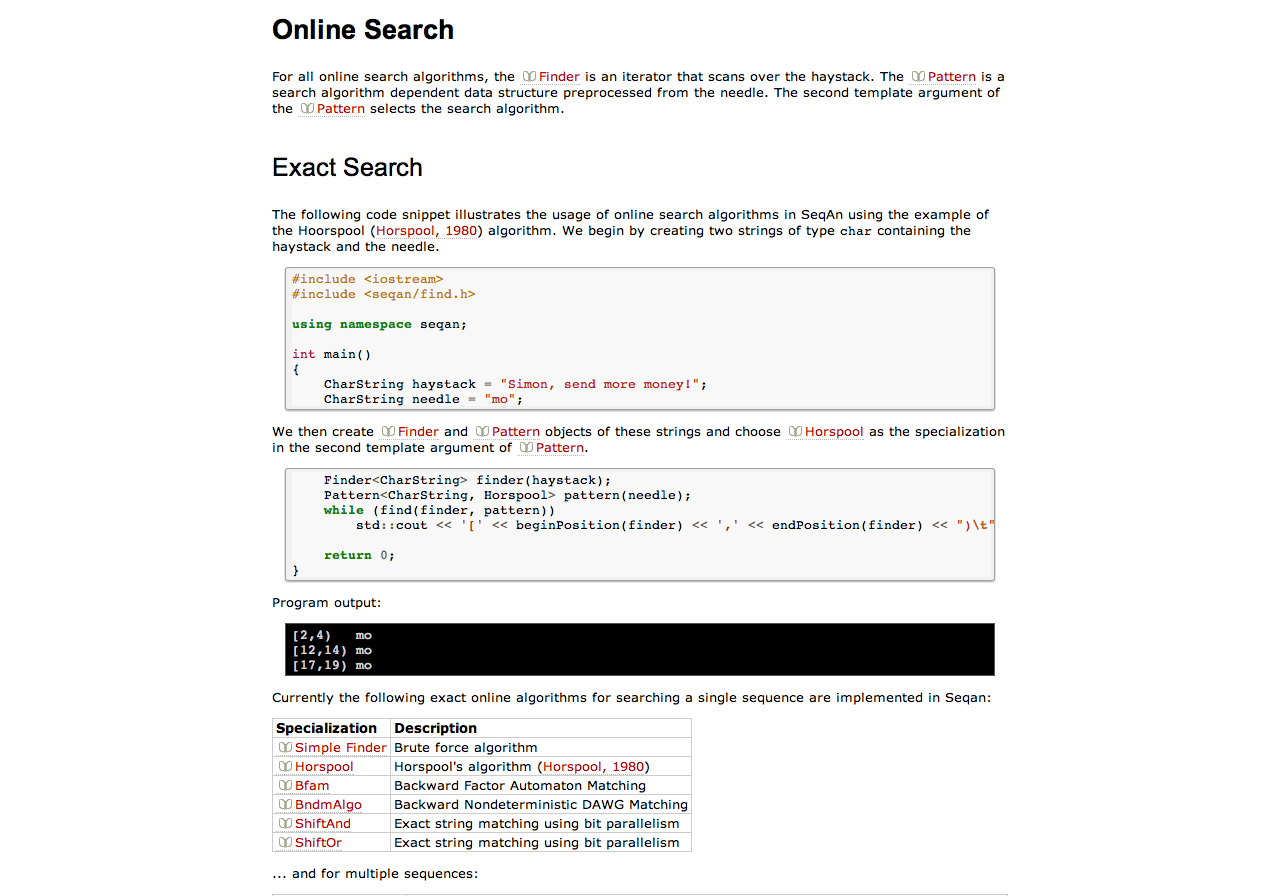 Online Search
For all online search algorithms, the Finder is an iterator that scans over the haystack. The Pattern is a
search algorithm dependent data structure preprocessed from the needle. The second template argument of
the Pattern selects the search algorithm.
Exact Search
The following code snippet illustrates the usage of online search algorithms in SeqAn using the example of
the Hoorspool (Horspool, 1980) algorithm. We begin by creating two strings of type char containing the
haystack and the needle.
#include <iostream>
#include <seqan/find.h>
using namespace seqan;
int main()
{
    CharString haystack = "Simon, send more money!";
    CharString needle = "mo";
We then create Finder and Pattern objects of these strings and choose Horspool as the specialization
in the second template argument of Pattern.
    Finder<CharString> finder(haystack);
    Pattern<CharString, Horspool> pattern(needle);
    while (find(finder, pattern))
        std::cout << '[' << beginPosition(finder) << ',' << endPosition(finder) << ")\t"
    return 0;
}
Program output:
[2,4)   mo
[12,14) mo
[17,19) mo
Currently the following exact online algorithms for searching a single sequence are implemented in Seqan:
Specialization Description
Simple Finder Brute force algorithm
Horspool Horspool's algorithm (Horspool, 1980)
Bfam Backward Factor Automaton Matching
BndmAlgo Backward Nondeterministic DAWG Matching
ShiftAnd Exact string matching using bit parallelism
ShiftOr Exact string matching using bit parallelism
... and for multiple sequences: